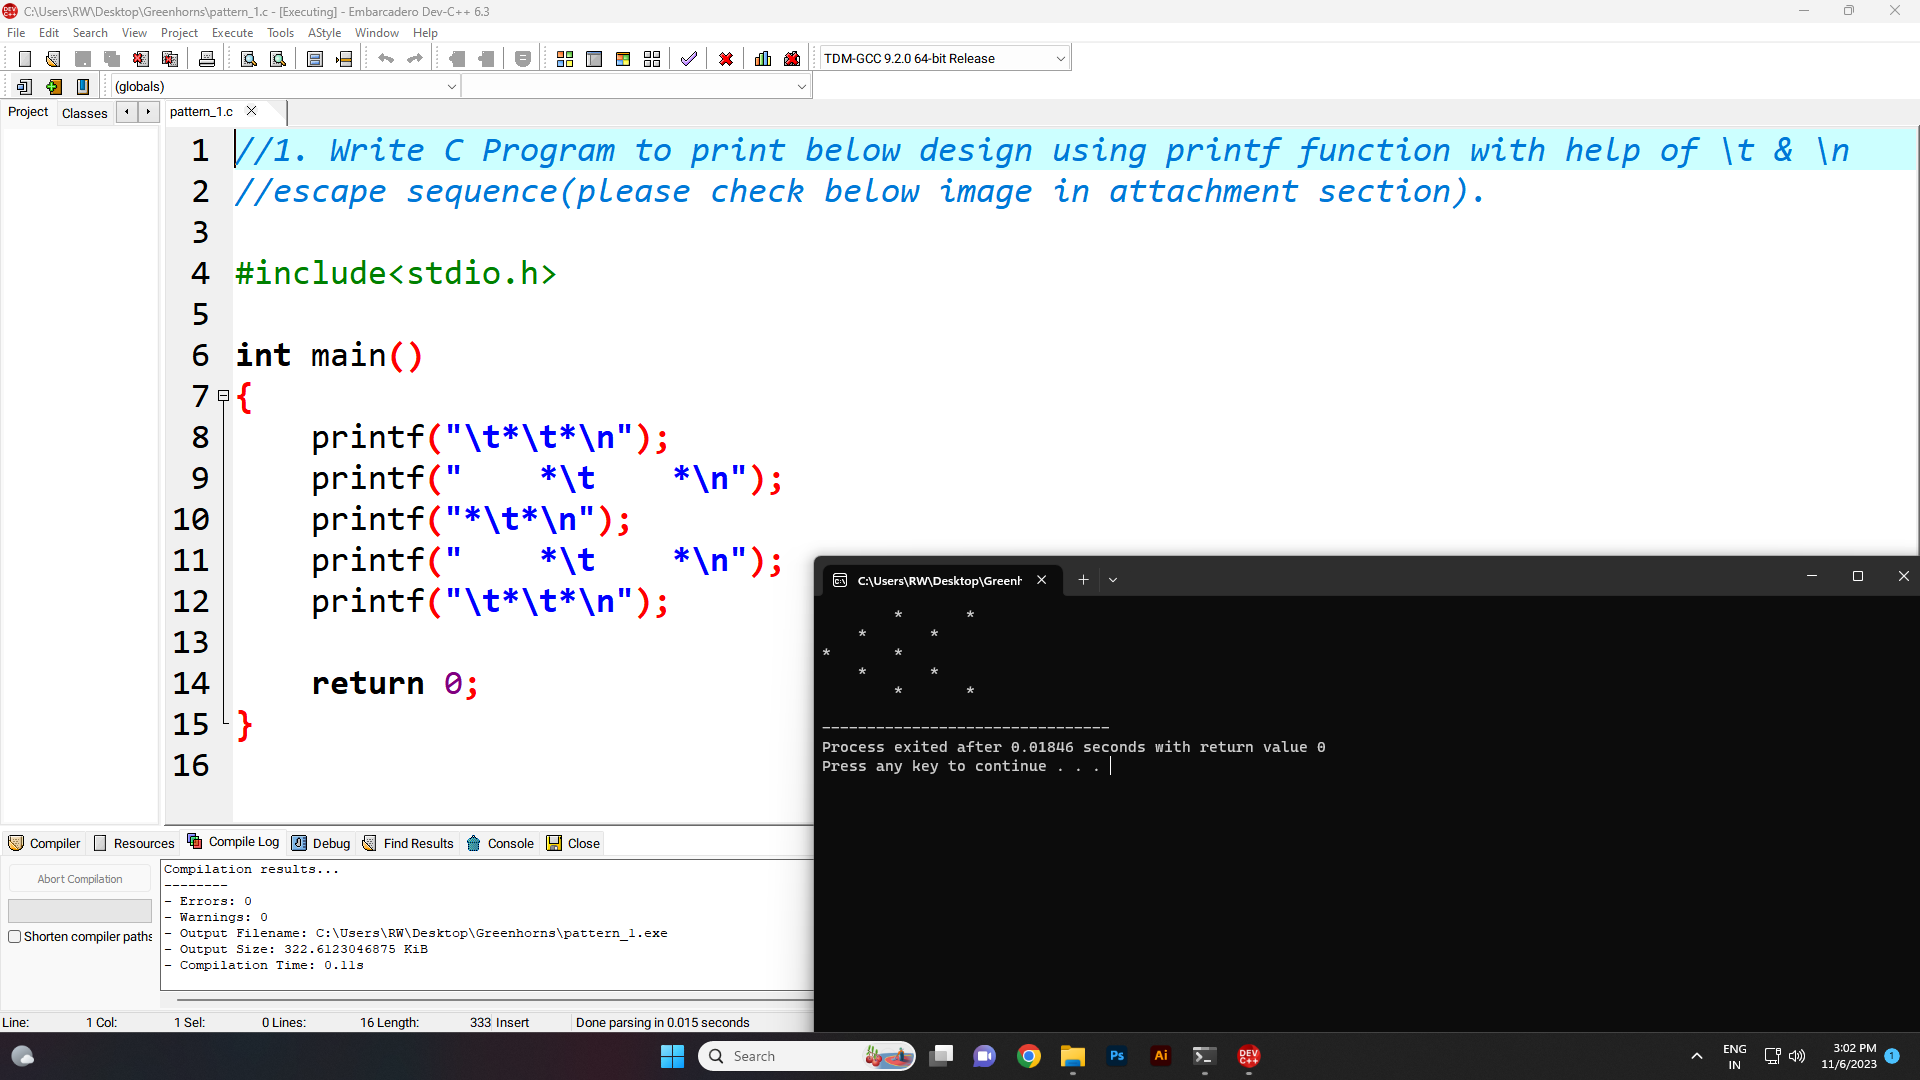 C:\Users\RW\Desktop\Greenhorns\pattern_1.c - [Executing] - Embarcadero Dev-C++ 6.3
File Edit Search View Project Execute Tools AStyle Window Help
TDM-GCC 9.2.0 64-bit Release
(globals)
Project Classes pattern_1.c
1 //1. Write C Program to print below design using printf function with help of \t & \n
2 //escape sequence(please check below image in attachment section).
3
4 #include<stdio.h>
5
6 int main()
7 {
8     printf("\t*\t*\n");
9     printf("    *\t    *\n");
10     printf("*\t*\n");
11     printf("    *\t    *\n");
12     printf("\t*\t*\n");
13
14     return 0;
15 }
16
C:\Users\RW\Desktop\Greenh
        *       *
    *       *
*       *
    *       *
        *       *
--------------------------------
Process exited after 0.01846 seconds with return value 0
Press any key to continue . . .
Compiler Resources Compile Log Debug Find Results Console Close
Abort Compilation
Shorten compiler paths
Compilation results...
--------
- Errors: 0
- Warnings: 0
- Output Filename: C:\Users\RW\Desktop\Greenhorns\pattern_1.exe
- Output Size: 322.6123046875 KiB
- Compilation Time: 0.11s
Line: 1 Col: 1 Sel: 0 Lines: 16 Length: 333 Insert Done parsing in 0.015 seconds
Search
Ps
Ai
DEV C++
ENG
IN
3:02 PM
11/6/2023
1